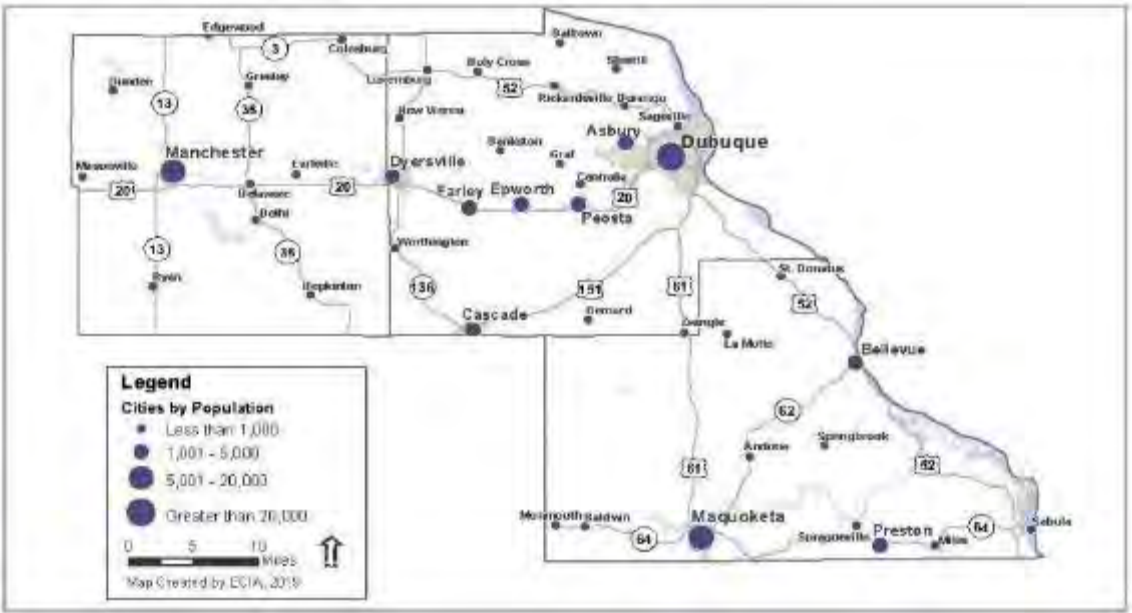 Balltown
Edgewood
3
Colesburg
Sherrill
Holy Cross
Luxemburg
Greeley
52
Rickardsville Durango
13
38
New Vienna
Sageville
Asbury
Dubuque
Bankston
Manchester
Graf
Masonville
Earlville
Dyersville
Centralia
20
20
Farley
Epworth
20
Delaware
Peosta
Delhi
13
38
Worthington
St. Donatus
Ryan
Hopkinton
136
151
61
52
Cascade
Bernard
Zwingle
La Motte
Bellevue
Legend
Cities by Population
Less than 1,000
1,001 - 5,000
5,001 - 20,000
Greater than 20,000
0 5 10
Miles
Map Created by ECIA, 2019
62
Andrew
Springbrook
61
52
Monmouth Baldwin
Maquoketa
64
Spragueville
Preston
Miles
64
Sabula